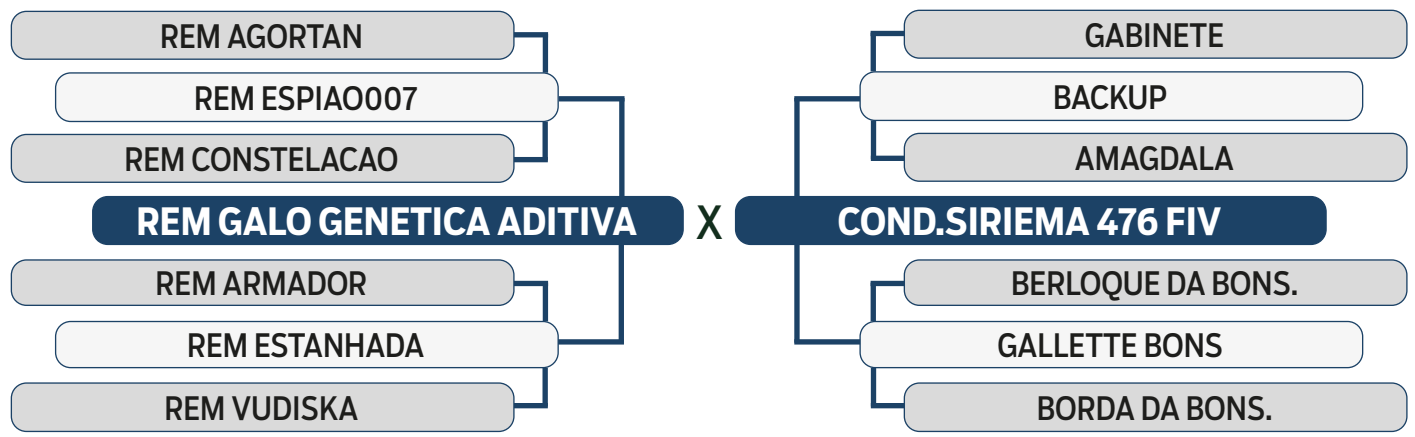 REM AGORTAN
REM ESPIAO007
REM CONSTELACAO
REM GALO GENETICA ADITIVA
REM ARMADOR
REM ESTANHADA
REM VUDISKA
X
GABINETE
BACKUP
AMAGDALA
COND.SIRIEMA 476 FIV
BERLOQUE DA BONS.
GALLETTE BONS
BORDA DA BONS.